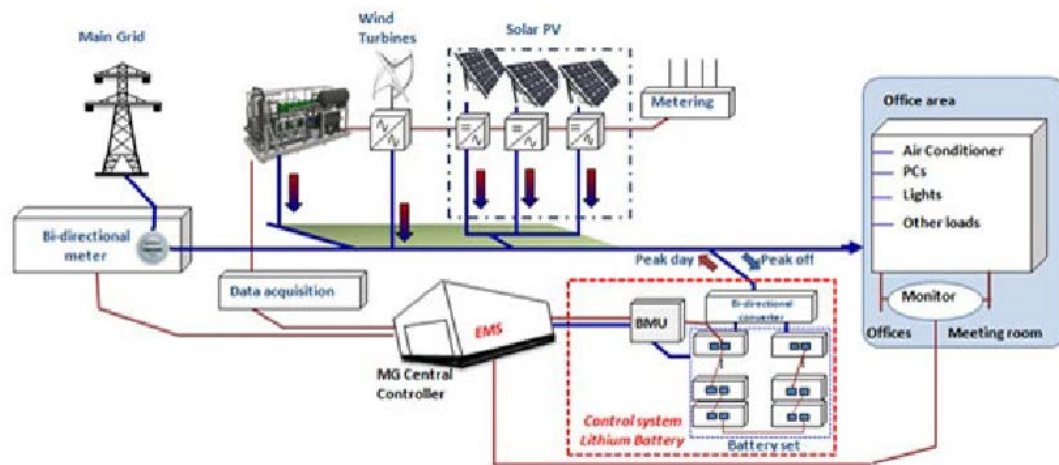 Main Grid
Wind
Turbines
Solar PV
Metering
Office area
Air Conditioner
PCs
Lights
Other loads
Bi-directional
meter
Peak day
Peak off
Data acquisition
EMS
BMU
Bi-directional
converter
Monitor
Offices
Meeting room
MG Central
Controller
Control system
Lithium Battery
Battery set